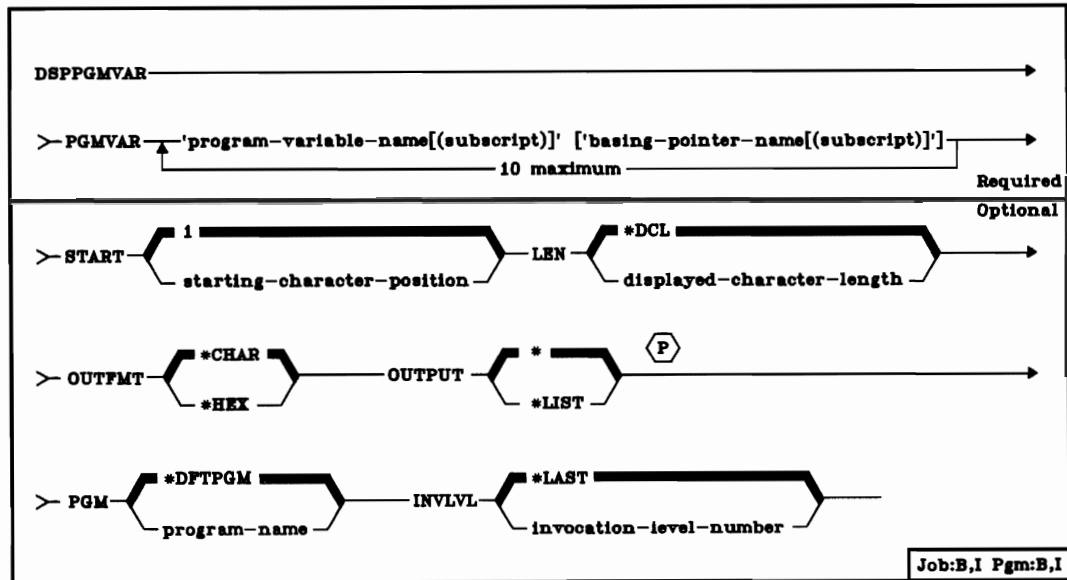 DSPPGMVAR
PGMVAR 'program-variable-name[(subscript)]' ['basing-pointer-name[(subscript)]']
10 maximum
Required
Optional
1
START
starting-character-position
LEN
*DCL
displayed-character-length
OUTFMT
*CHAR
*HEX
OUTPUT
*
*LIST
P
PGM
*DFTPGM
program-name
INVLVL
*LAST
invocation-level-number
Job:B,I Pgm:B,I